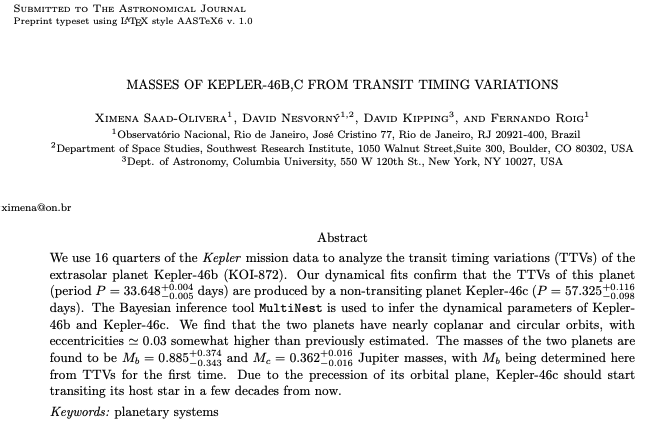 SUBMITTED TO THE ASTRONOMICAL JOURNAL
Preprint typeset using LATEX style AASTeX6 v. 1.0
MASSES OF KEPLER-46B,C FROM TRANSIT TIMING VARIATIONS
XIMENA SAAD-OLIVERA¹, DAVID NESVORNÝ¹,², DAVID KIPPING³, AND FERNANDO ROIG¹
¹Observatório Nacional, Rio de Janeiro, José Cristino 77, Rio de Janeiro, RJ 20921-400, Brazil
²Department of Space Studies, Southwest Research Institute, 1050 Walnut Street,Suite 300, Boulder, CO 80302, USA
³Dept. of Astronomy, Columbia University, 550 W 120th St., New York, NY 10027, USA
ximena@on.br
Abstract
We use 16 quarters of the Kepler mission data to analyze the transit timing variations (TTVs) of the
extrasolar planet Kepler-46b (KOI-872). Our dynamical fits confirm that the TTVs of this planet
(period P = 33.648+0.004−0.005 days) are produced by a non-transiting planet Kepler-46c (P = 57.325+0.116−0.098
days). The Bayesian inference tool MultiNest is used to infer the dynamical parameters of Kepler-
46b and Kepler-46c. We find that the two planets have nearly coplanar and circular orbits, with
eccentricities ≃ 0.03 somewhat higher than previously estimated. The masses of the two planets are
found to be Mb = 0.885+0.374−0.343 and Mc = 0.362+0.016−0.016 Jupiter masses, with Mb being determined here
from TTVs for the first time. Due to the precession of its orbital plane, Kepler-46c should start
transiting its host star in a few decades from now.
Keywords: planetary systems